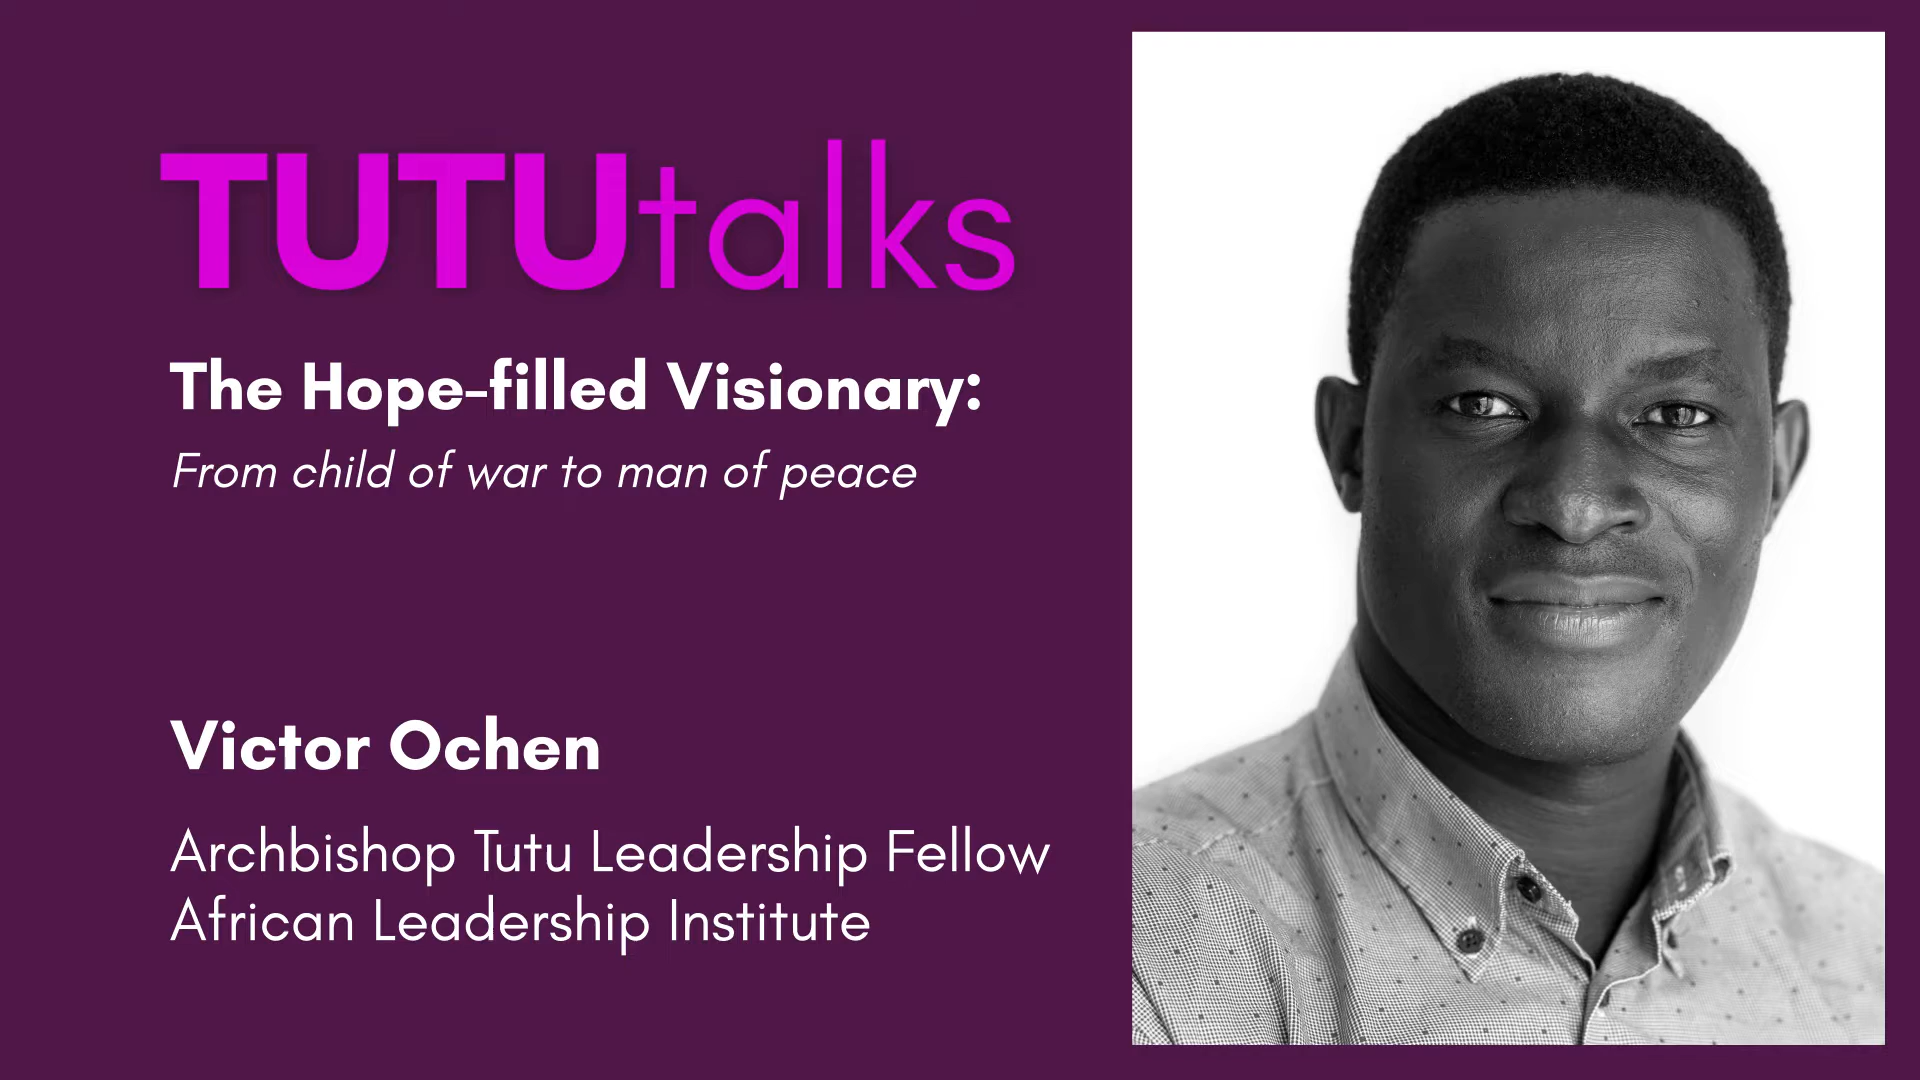 TUTUtalks
The Hope-filled Visionary:
From child of war to man of peace
Victor Ochen
Archbishop Tutu Leadership Fellow
African Leadership Institute